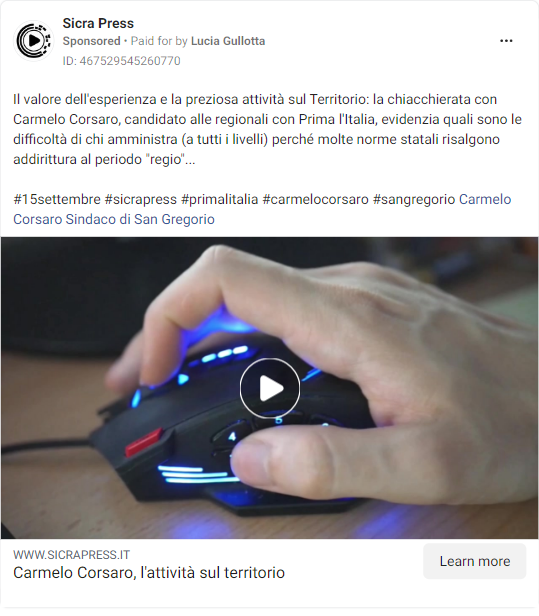 Sicra Press
Sponsored • Paid for by Lucia Gullotta
ID: 467529545260770
Il valore dell'esperienza e la preziosa attività sul Territorio: la chiacchierata con
Carmelo Corsaro, candidato alle regionali con Prima l'Italia, evidenzia quali sono le
difficoltà di chi amministra (a tutti i livelli) perché molte norme statali risalgono
addirittura al periodo "regio"...
#15settembre #sicrapress #primalitalia #carmelocorsaro #sangregorio Carmelo
Corsaro Sindaco di San Gregorio
5
4
WWW.SICRAPRESS.IT
Carmelo Corsaro, l'attività sul territorio
Learn more